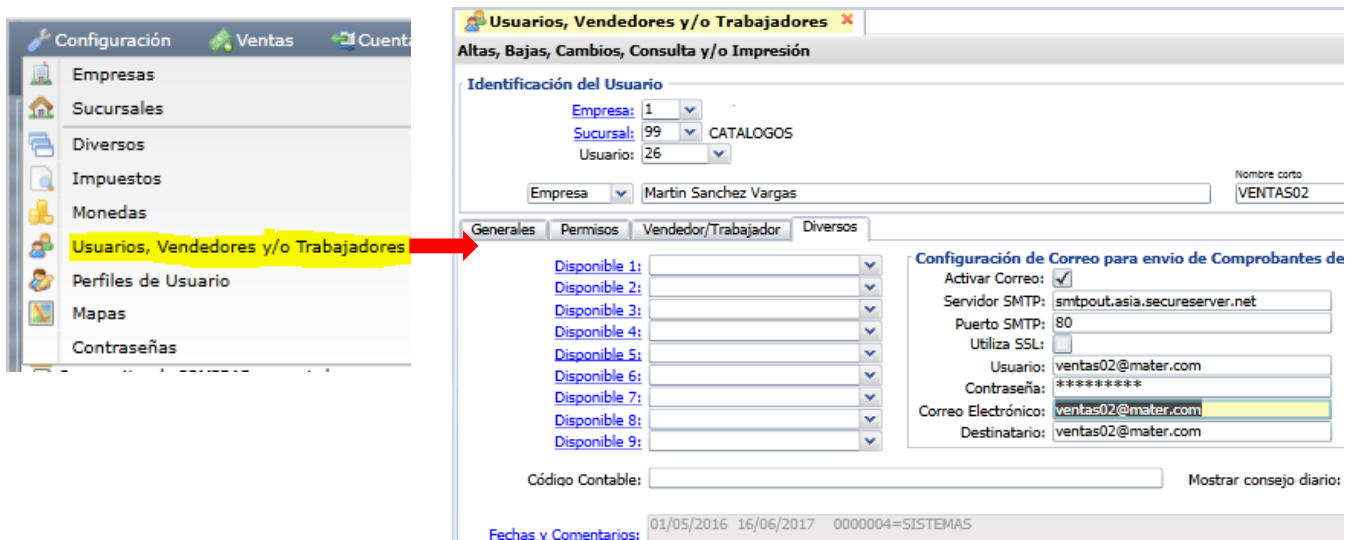 Configuración Ventas Cuenta
Empresas
Sucursales
Diversos
Impuestos
Monedas
Usuarios, Vendedores y/o Trabajadores
Perfiles de Usuario
Mapas
Contraseñas
Usuarios, Vendedores y/o Trabajadores
Altas, Bajas, Cambios, Consulta y/o Impresión
Identificación del Usuario
Empresa: 1
Sucursal: 99 CATALOGOS
Usuario: 26
Nombre corto
Empresa Martin Sanchez Vargas VENTAS02
Generales Permisos Vendedor/Trabajador Diversos
Disponible 1:
Disponible 2:
Disponible 3:
Disponible 4:
Disponible 5:
Disponible 6:
Disponible 7:
Disponible 8:
Disponible 9:
Configuración de Correo para envio de Comprobantes de
Activar Correo:
Servidor SMTP: smtpout.asia.secureserver.net
Puerto SMTP: 80
Utiliza SSL:
Usuario: ventas02@mater.com
Contraseña: *********
Correo Electrónico: ventas02@mater.com
Destinatario: ventas02@mater.com
Código Contable:
Mostrar consejo diario:
Fechas y Comentarios: 01/05/2016 16/06/2017 0000004=SISTEMAS